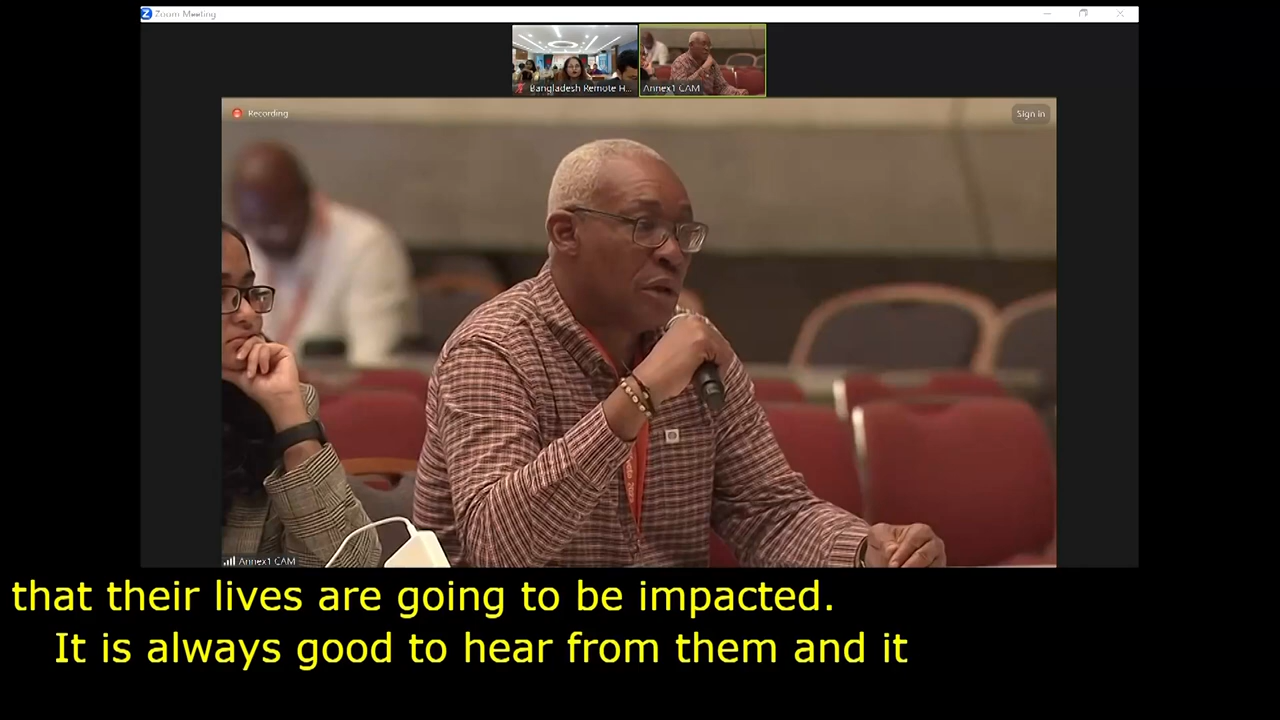 Zoom Meeting
Bangladesh Remote H...
Annex1 CAM
Recording
Sign in
Annex1 CAM
that their lives are going to be impacted.
It is always good to hear from them and it